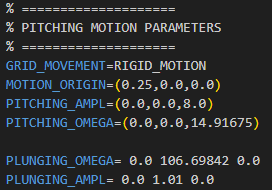 % ====================
% PITCHING MOTION PARAMETERS
% ====================
GRID_MOVEMENT=RIGID_MOTION
MOTION_ORIGIN=(0.25,0.0,0.0)
PITCHING_AMPL=(0.0,0.0,8.0)
PITCHING_OMEGA=(0.0,0.0,14.91675)
PLUNGING_OMEGA= 0.0 106.69842 0.0
PLUNGING_AMPL= 0.0 1.01 0.0